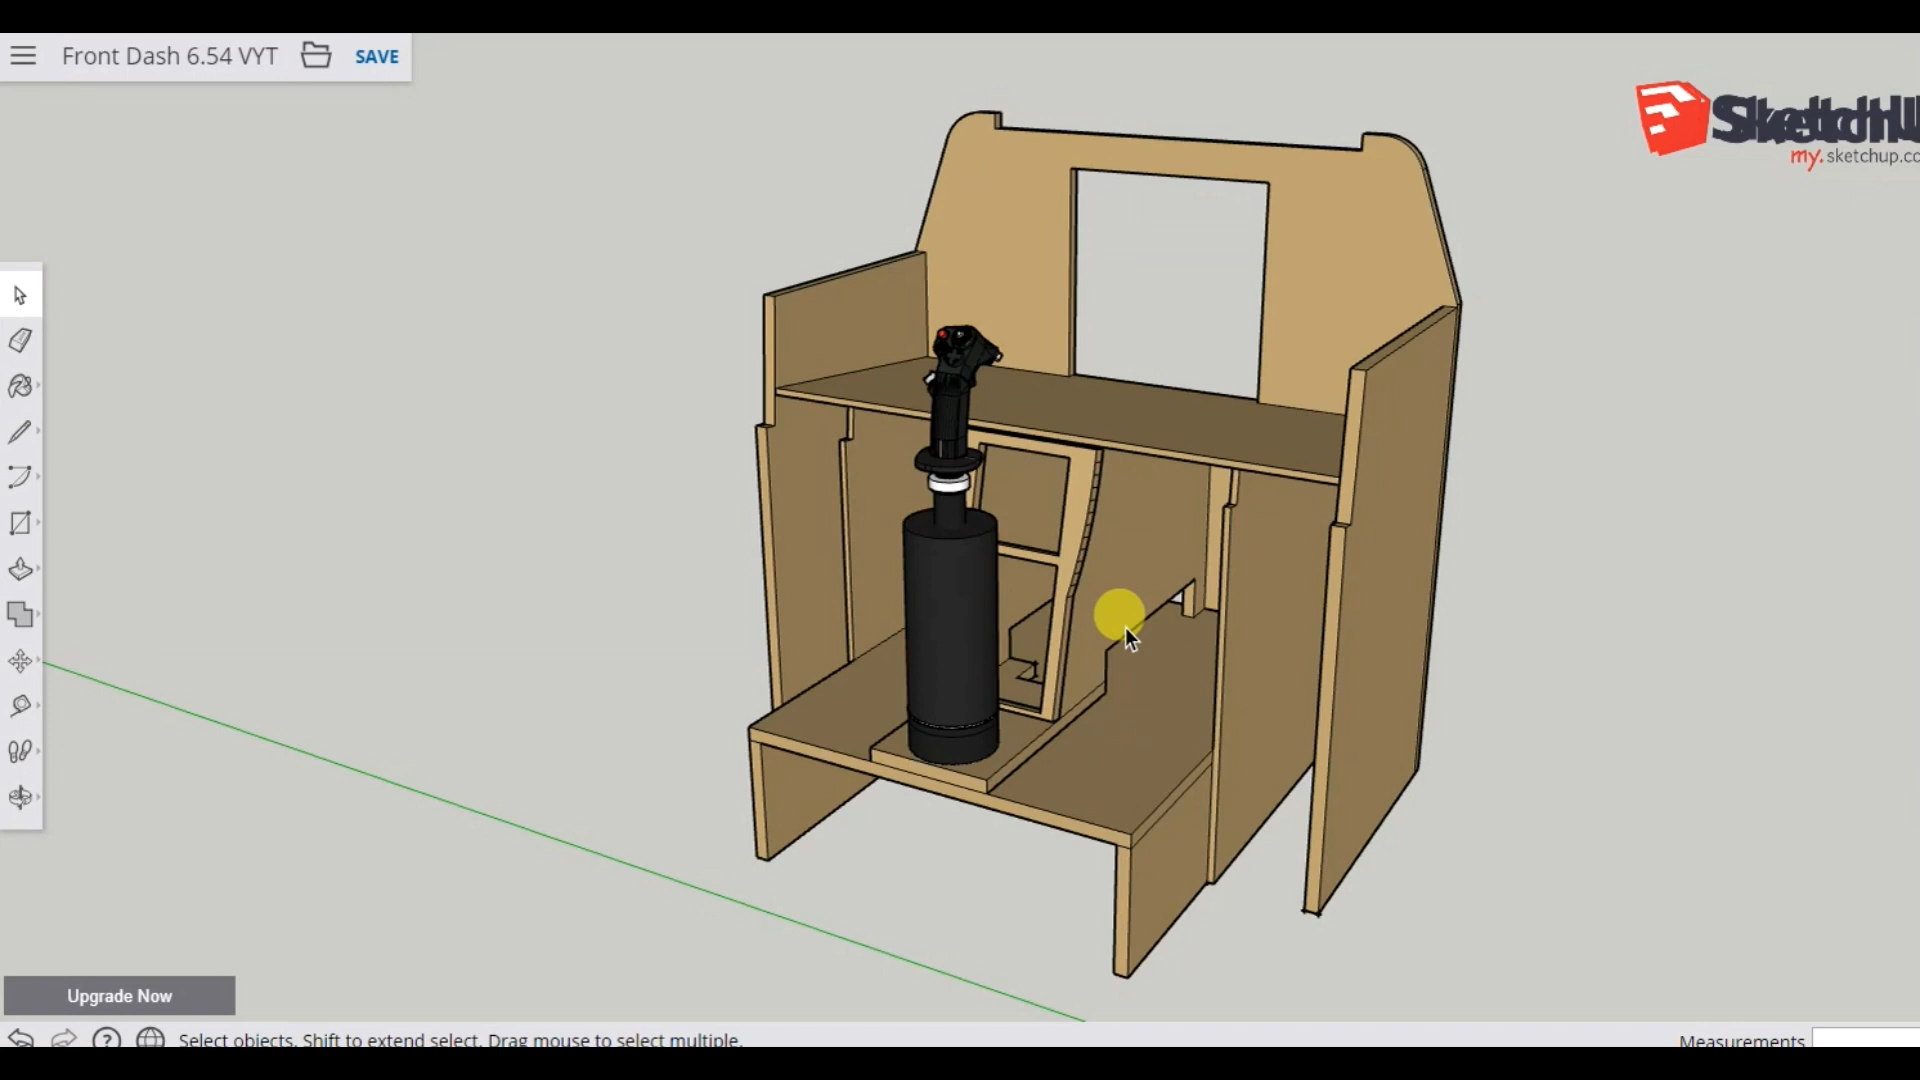 Front Dash 6.54 VYT
SAVE
my.sketchup.co
Upgrade Now
Select objects. Shift to extend select. Drag mouse to select multiple.
Measurements